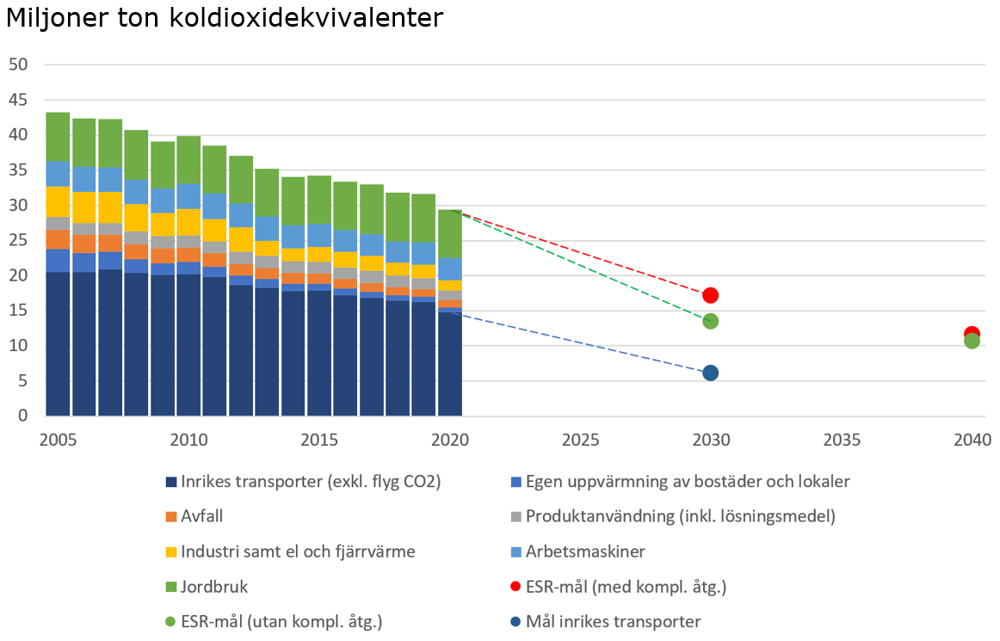 Miljoner ton koldioxidekvivalenter
50
45
40
35
30
25
20
15
10
5
0
2005 2010 2015 2020 2025 2030 2035 2040
Inrikes transporter (exkl. flyg CO2) Egen uppvärmning av bostäder och lokaler
Avfall Produktanvändning (inkl. lösningsmedel)
Industri samt el och fjärrvärme Arbetsmaskiner
Jordbruk ESR-mål (med kompl. åtg.)
ESR-mål (utan kompl. åtg.) Mål inrikes transporter